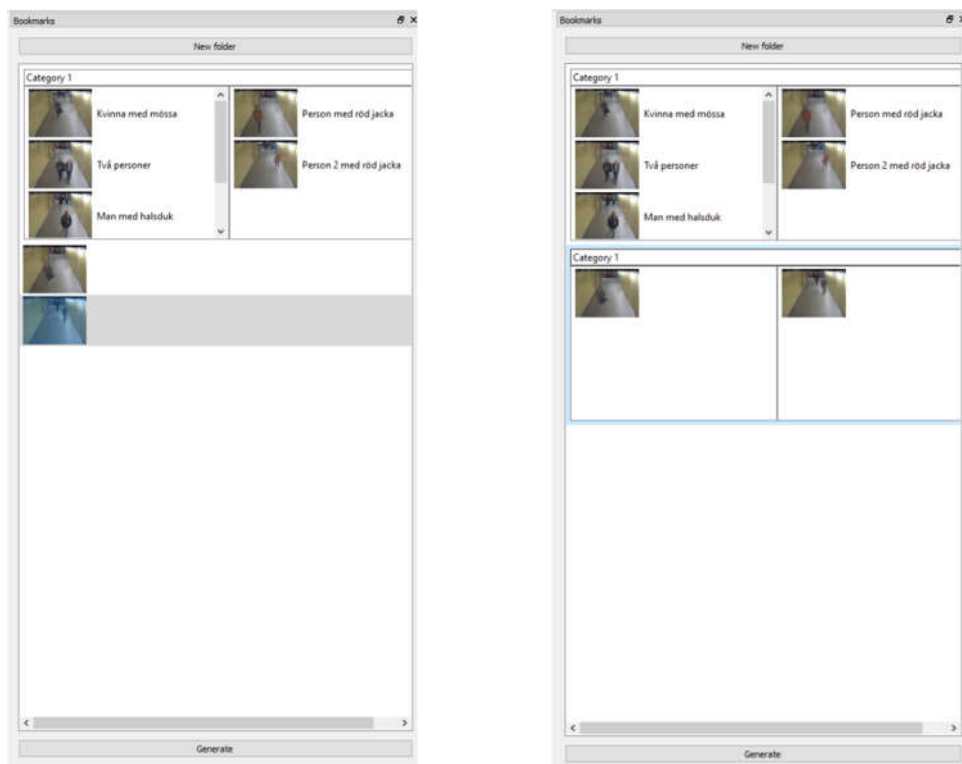 Bookmarks
New folder
Category 1
Kvinna med mössa
Person med röd jacka
Två personer
Person 2 med röd jacka
Man med halsduk
Generate
Bookmarks
New folder
Category 1
Kvinna med mössa
Person med röd jacka
Två personer
Person 2 med röd jacka
Man med halsduk
Category 1
Generate